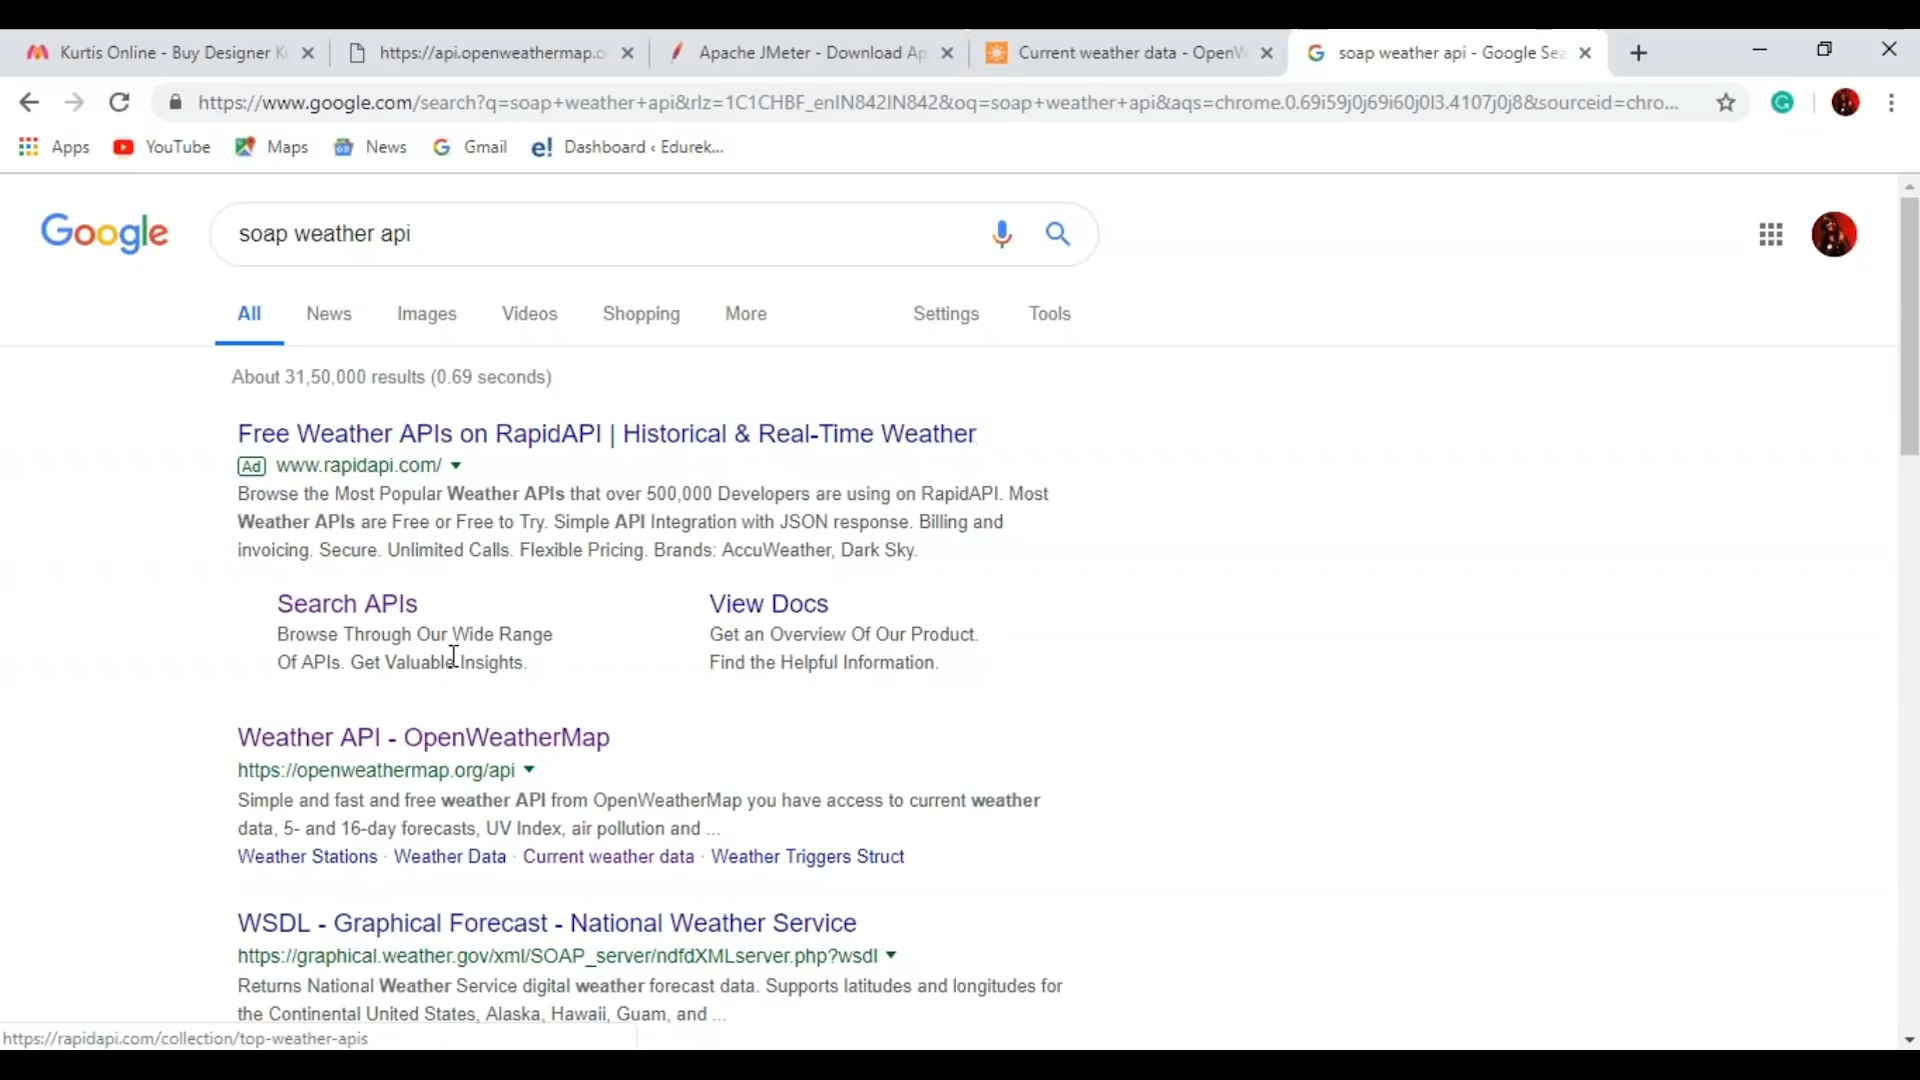 Kurtis Online - Buy Designer K
https://api.openweathermap.o
Apache JMeter - Download Ap
Current weather data - OpenW
soap weather api - Google Sea
https://www.google.com/search?q=soap+weather+api&rlz=1C1CHBF_enIN842IN842&oq=soap+weather+api&aqs=chrome.0.69i59j0j69i60j0l3.4107j0j8&sourceid=chro...
Apps
YouTube
Maps
News
Gmail
Dashboard ‹ Edurek...
Google
soap weather api
All
News
Images
Videos
Shopping
More
Settings
Tools
About 31,50,000 results (0.69 seconds)
Free Weather APIs on RapidAPI | Historical & Real-Time Weather
Ad www.rapidapi.com/
Browse the Most Popular Weather APIs that over 500,000 Developers are using on RapidAPI. Most
Weather APIs are Free or Free to Try. Simple API Integration with JSON response. Billing and
invoicing. Secure. Unlimited Calls. Flexible Pricing. Brands: AccuWeather, Dark Sky.
Search APIs
Browse Through Our Wide Range
Of APIs. Get Valuable Insights.
View Docs
Get an Overview Of Our Product.
Find the Helpful Information.
Weather API - OpenWeatherMap
https://openweathermap.org/api
Simple and fast and free weather API from OpenWeatherMap you have access to current weather
data, 5- and 16-day forecasts, UV Index, air pollution and ...
Weather Stations · Weather Data · Current weather data · Weather Triggers Struct
WSDL - Graphical Forecast - National Weather Service
https://graphical.weather.gov/xml/SOAP_server/ndfdXMLserver.php?wsdl
Returns National Weather Service digital weather forecast data. Supports latitudes and longitudes for
the Continental United States, Alaska, Hawaii, Guam, and ...
https://rapidapi.com/collection/top-weather-apis